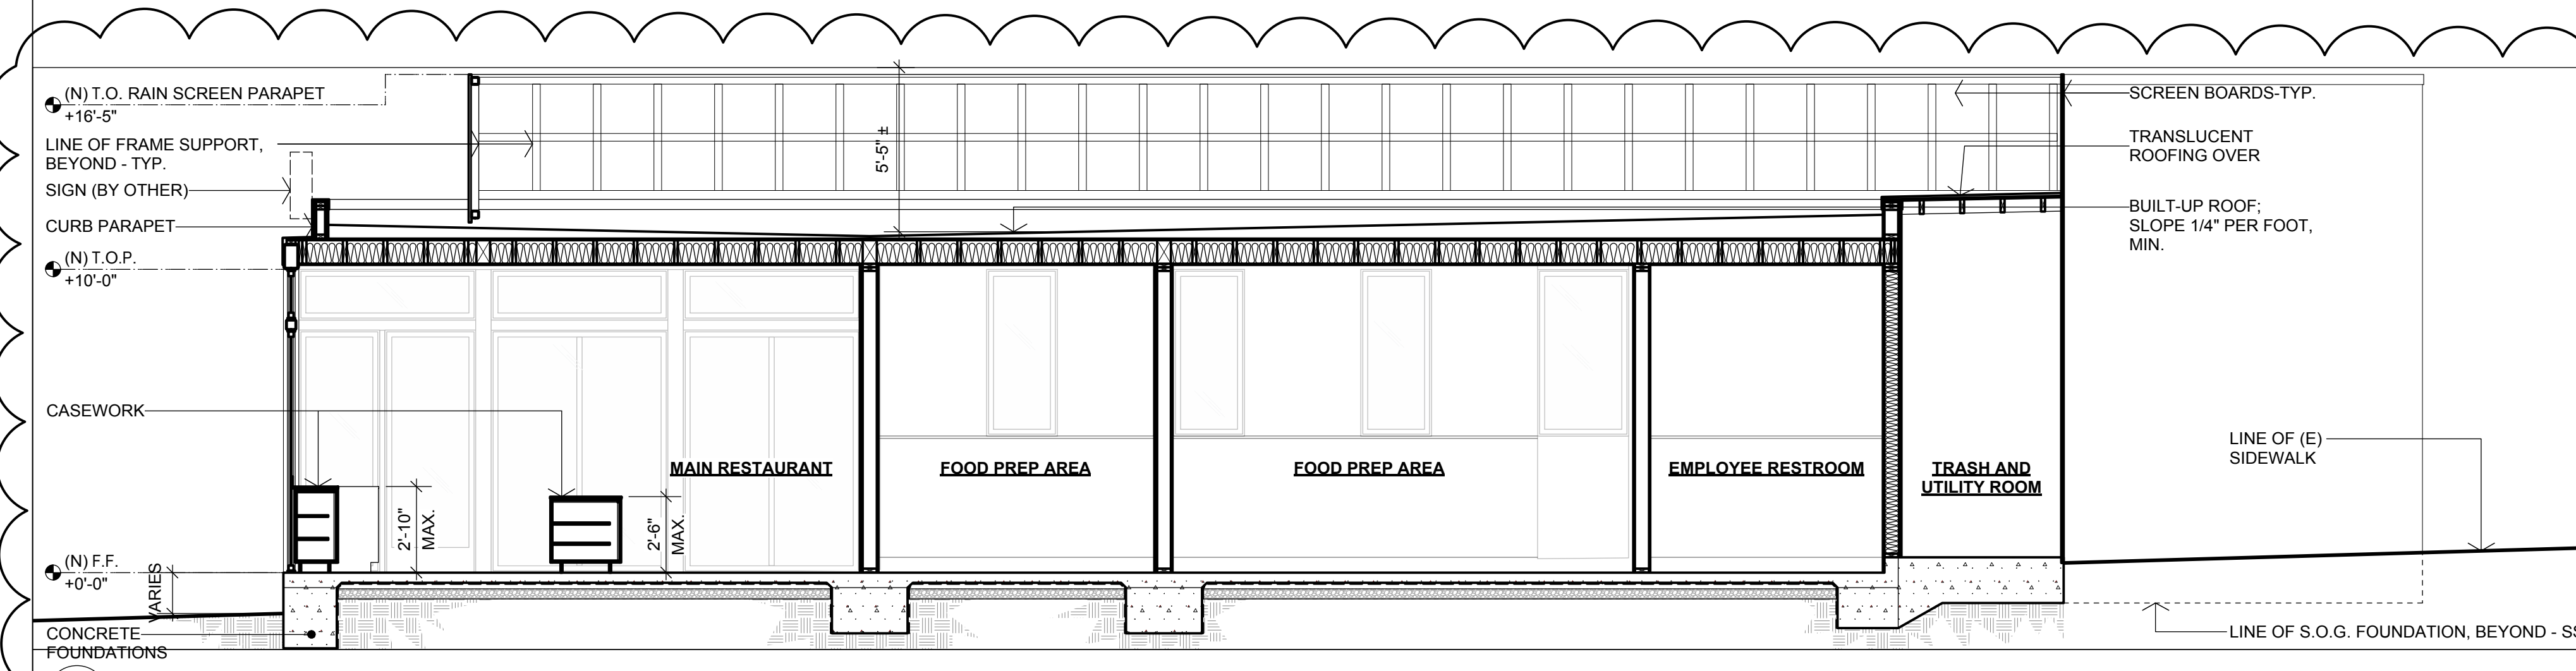 (N) T.O. RAIN SCREEN PARAPET
+16'-5"
LINE OF FRAME SUPPORT,
BEYOND - TYP.
SIGN (BY OTHER)
CURB PARAPET
(N) T.O.P.
+10'-0"
CASEWORK
(N) F.F.
+0'-0"
VARIES
CONCRETE
FOUNDATIONS
5'-5" ±
2'-10"
MAX.
2'-6"
MAX.
MAIN RESTAURANT
FOOD PREP AREA
FOOD PREP AREA
EMPLOYEE RESTROOM
TRASH AND
UTILITY ROOM
SCREEN BOARDS-TYP.
TRANSLUCENT
ROOFING OVER
BUILT-UP ROOF;
SLOPE 1/4" PER FOOT,
MIN.
LINE OF (E)
SIDEWALK
LINE OF S.O.G. FOUNDATION, BEYOND -